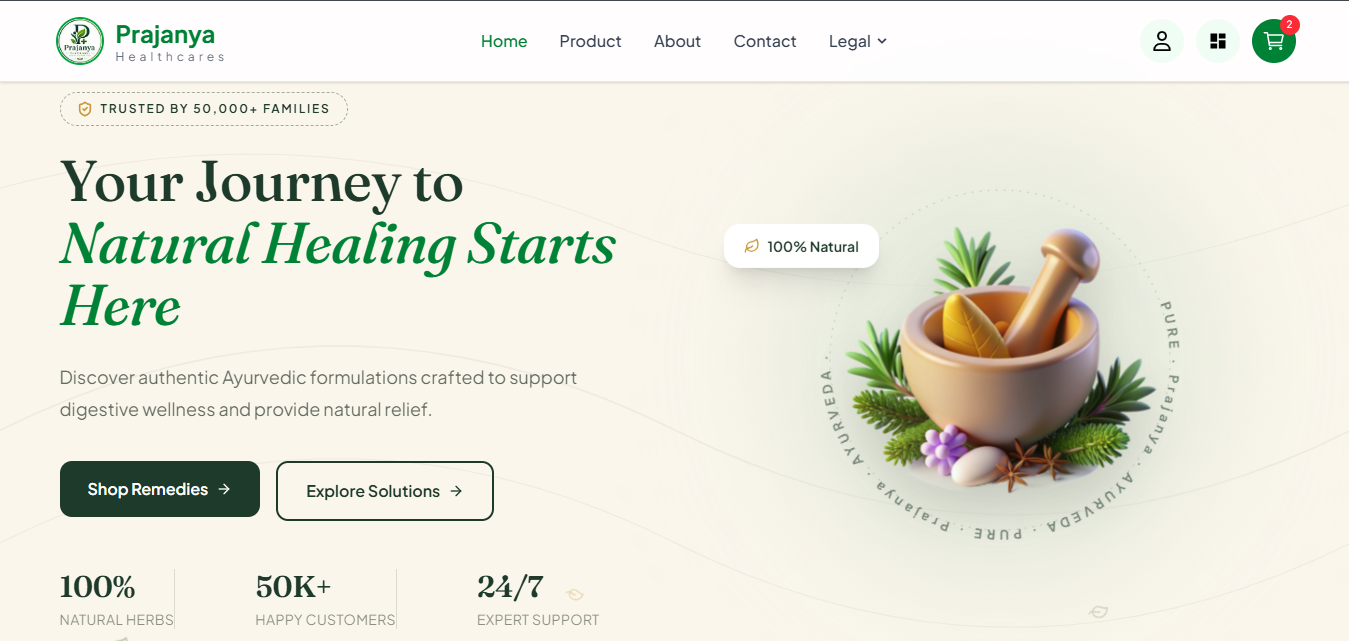 Prajanya
Prajanya
Healthcares
Home
Product
About
Contact
Legal
2
TRUSTED BY 50,000+ FAMILIES
Your Journey to
Natural Healing Starts
Here
Discover authentic Ayurvedic formulations crafted to support
digestive wellness and provide natural relief.
Shop Remedies →
Explore Solutions →
100%
NATURAL HERBS
50K+
HAPPY CUSTOMERS
24/7
EXPERT SUPPORT
100% Natural
PURE · Prajanya · AYURVEDA · PURE · Prajanya · AYURVEDA ·